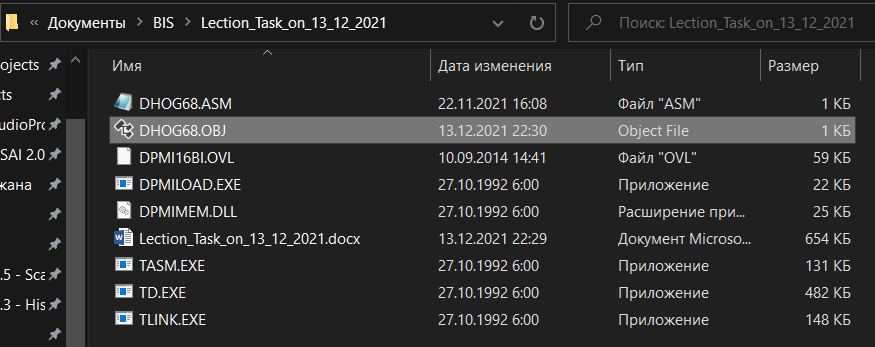 « Документы › BIS › Lection_Task_on_13_12_2021
Поиск: Lection_Task_on_13_12_2021
Имя Дата изменения Тип Размер
ojects
cts
udioPro
SAI 2.0
жана
.5 - Sca
.3 - His
DHOG68.ASM 22.11.2021 16:08 Файл "ASM" 1 КБ
DHOG68.OBJ 13.12.2021 22:30 Object File 1 КБ
DPMI16BI.OVL 10.09.2014 14:41 Файл "OVL" 59 КБ
DPMILOAD.EXE 27.10.1992 6:00 Приложение 22 КБ
DPMIMEM.DLL 27.10.1992 6:00 Расширение при... 25 КБ
Lection_Task_on_13_12_2021.docx 13.12.2021 22:29 Документ Microso... 654 КБ
TASM.EXE 27.10.1992 6:00 Приложение 131 КБ
TD.EXE 27.10.1992 6:00 Приложение 482 КБ
TLINK.EXE 27.10.1992 6:00 Приложение 148 КБ